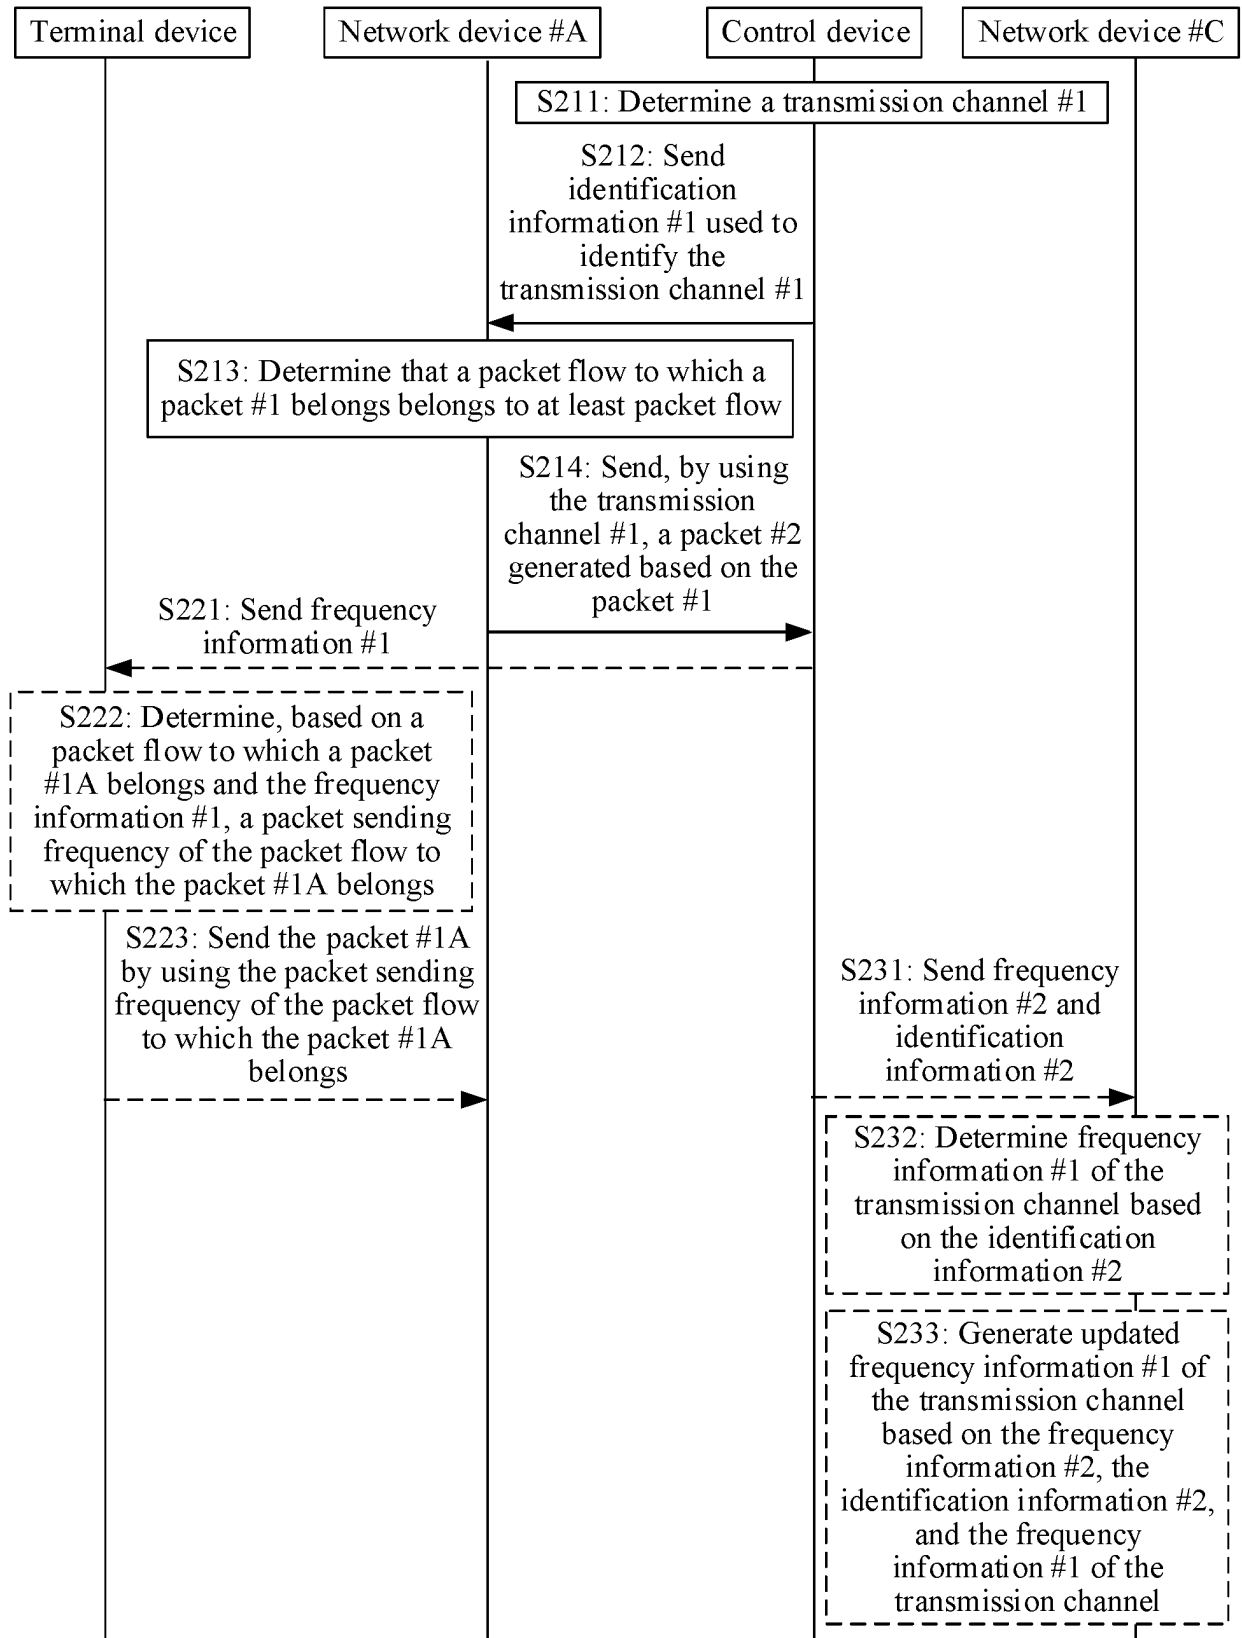 Terminal device
Network device #A
Control device
Network device #C
S211: Determine a transmission channel #1
S212: Send
identification
information #1 used to
identify the
transmission channel #1
S213: Determine that a packet flow to which a
packet #1 belongs belongs to at least packet flow
S214: Send, by using
the transmission
channel #1, a packet #2
generated based on the
packet #1
S221: Send frequency
information #1
S222: Determine, based on a
packet flow to which a packet
#1A belongs and the frequency
information #1, a packet sending
frequency of the packet flow to
which the packet #1A belongs
S223: Send the packet #1A
by using the packet sending
frequency of the packet flow
to which the packet #1A
belongs
S231: Send frequency
information #2 and
identification
information #2
S232: Determine frequency
information #1 of the
transmission channel based
on the identification
information #2
S233: Generate updated
frequency information #1 of
the transmission channel
based on the frequency
information #2, the
identification information #2,
and the frequency
information #1 of the
transmission channel